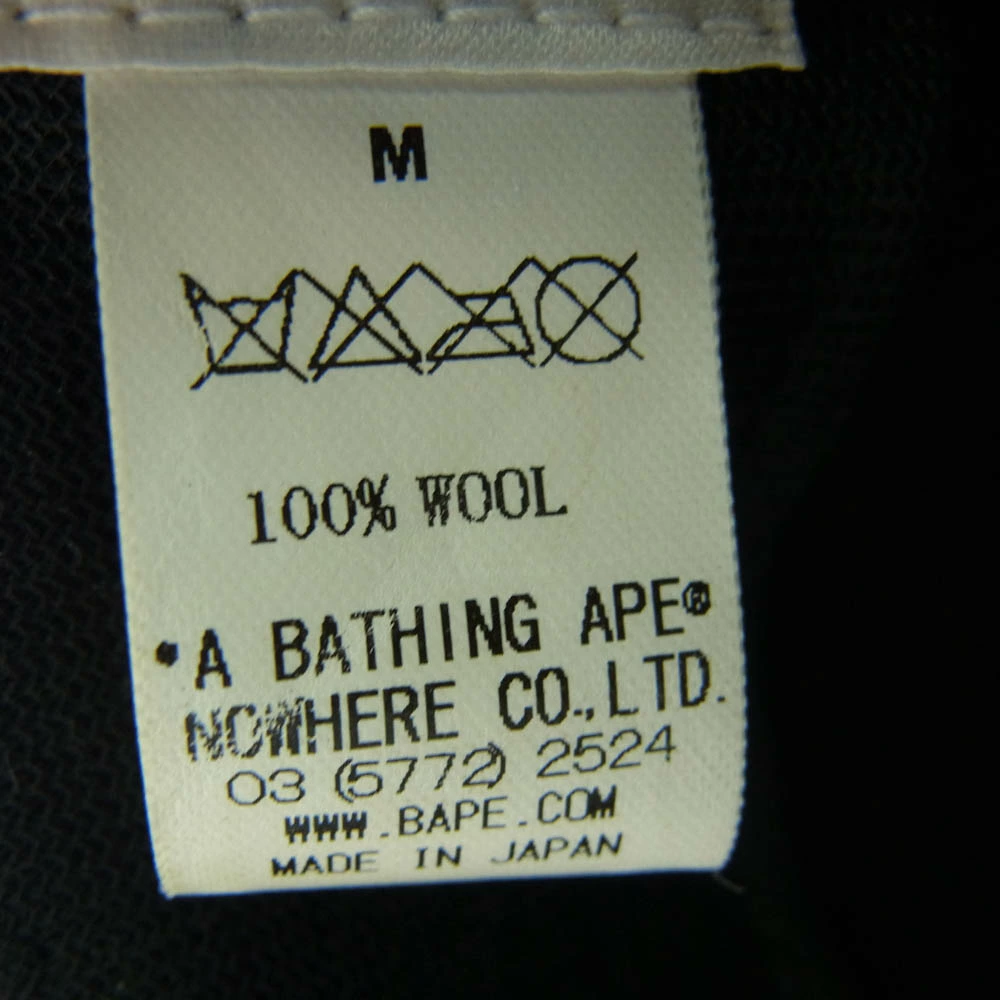 M
100% WOOL
•A BATHING APE®
NOWHERE CO.,LTD.
03 (5772) 2524
WWW.BAPE.COM
MADE IN JAPAN